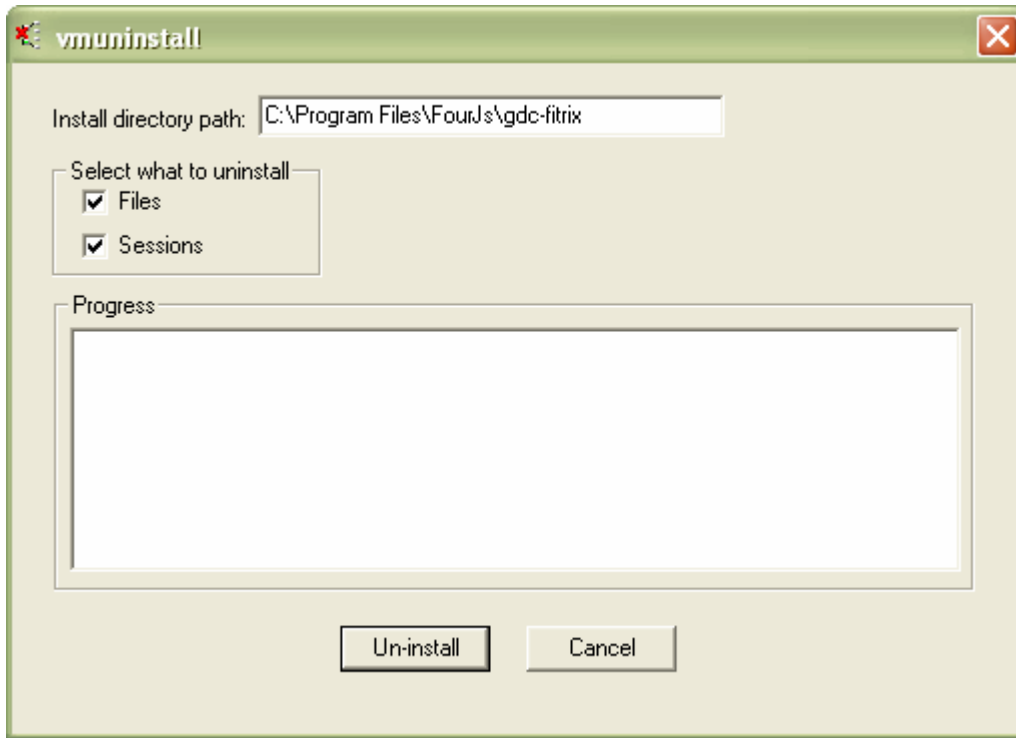 vmuninstall
Install directory path: C:\Program Files\FourJs\gdc-fitrix
Select what to uninstall
Files
Sessions
Progress
Un-install Cancel